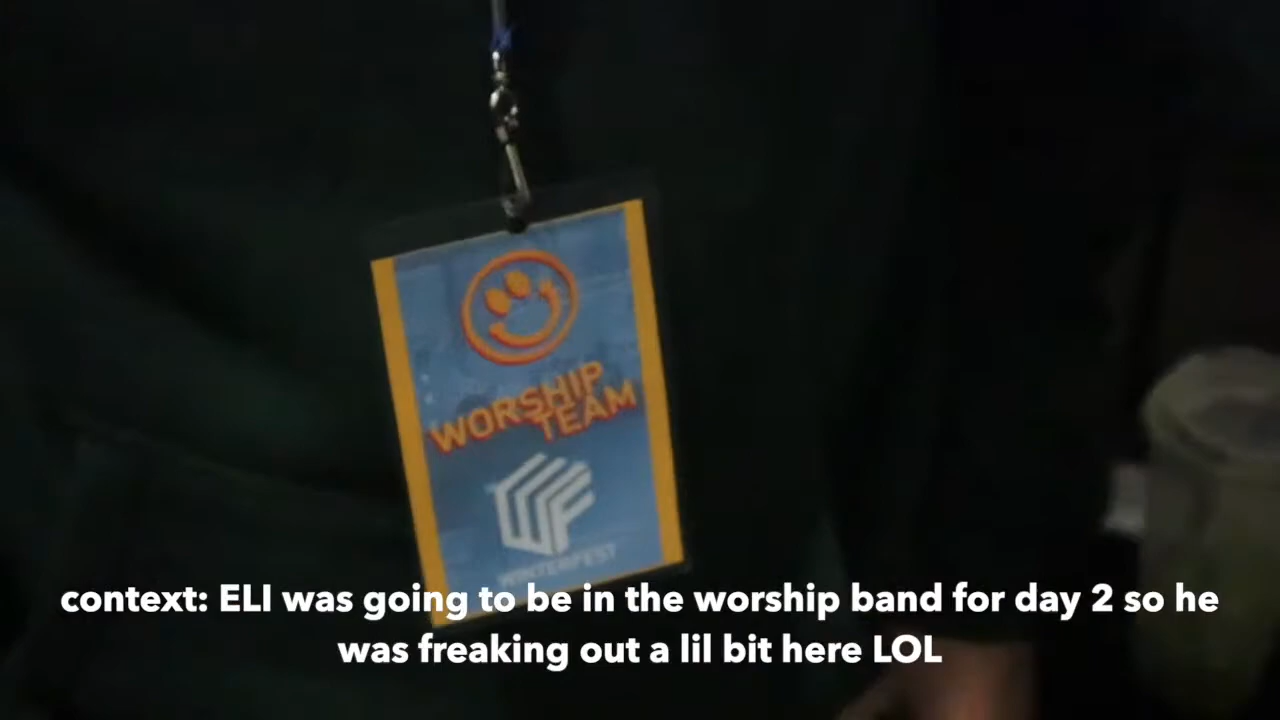 WORSHIP
TEAM
WF
WINTERFEST
context: ELI was going to be in the worship band for day 2 so he
was freaking out a lil bit here LOL